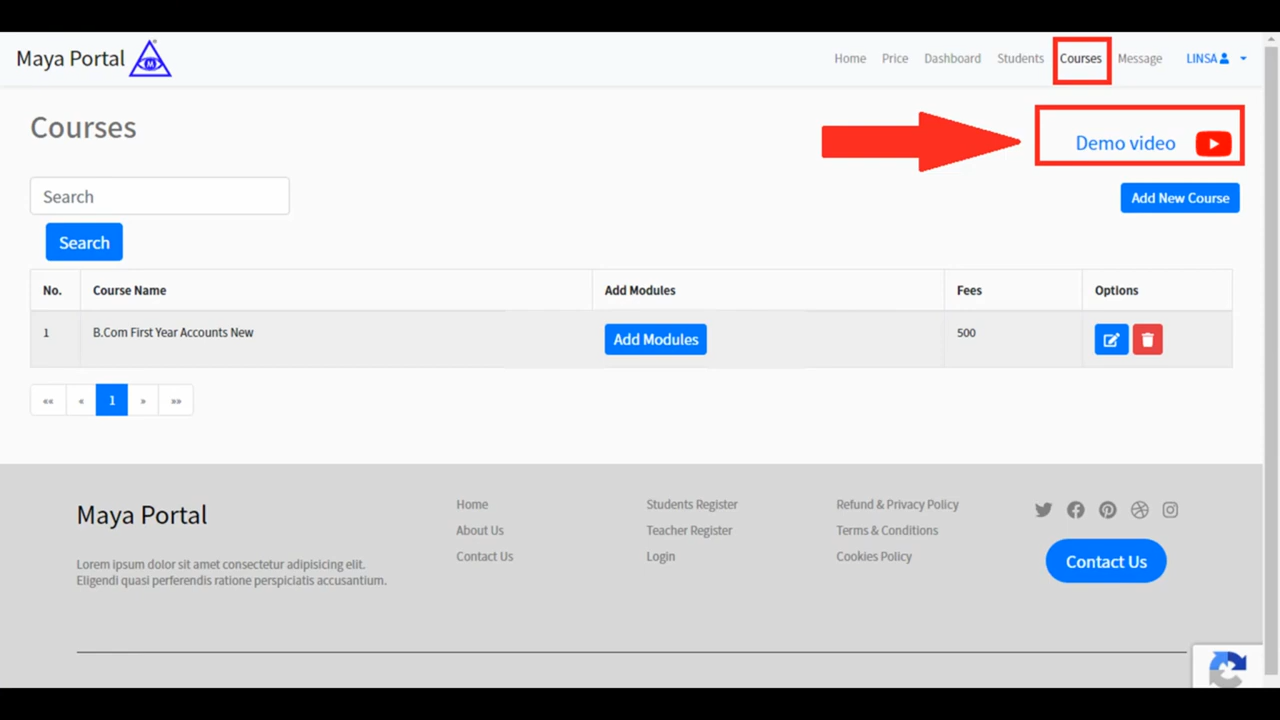 Maya Portal
Home Price Dashboard Students Courses Message LINSA
Courses
Demo video
Search
Add New Course
Search
No. Course Name Add Modules Fees Options
1 B.Com First Year Accounts New Add Modules 500
«« « 1 » »»
Maya Portal
Lorem ipsum dolor sit amet consectetur adipisicing elit.
Eligendi quasi perferendis ratione perspiciatis accusantium.
Home
About Us
Contact Us
Students Register
Teacher Register
Login
Refund & Privacy Policy
Terms & Conditions
Cookies Policy
Contact Us